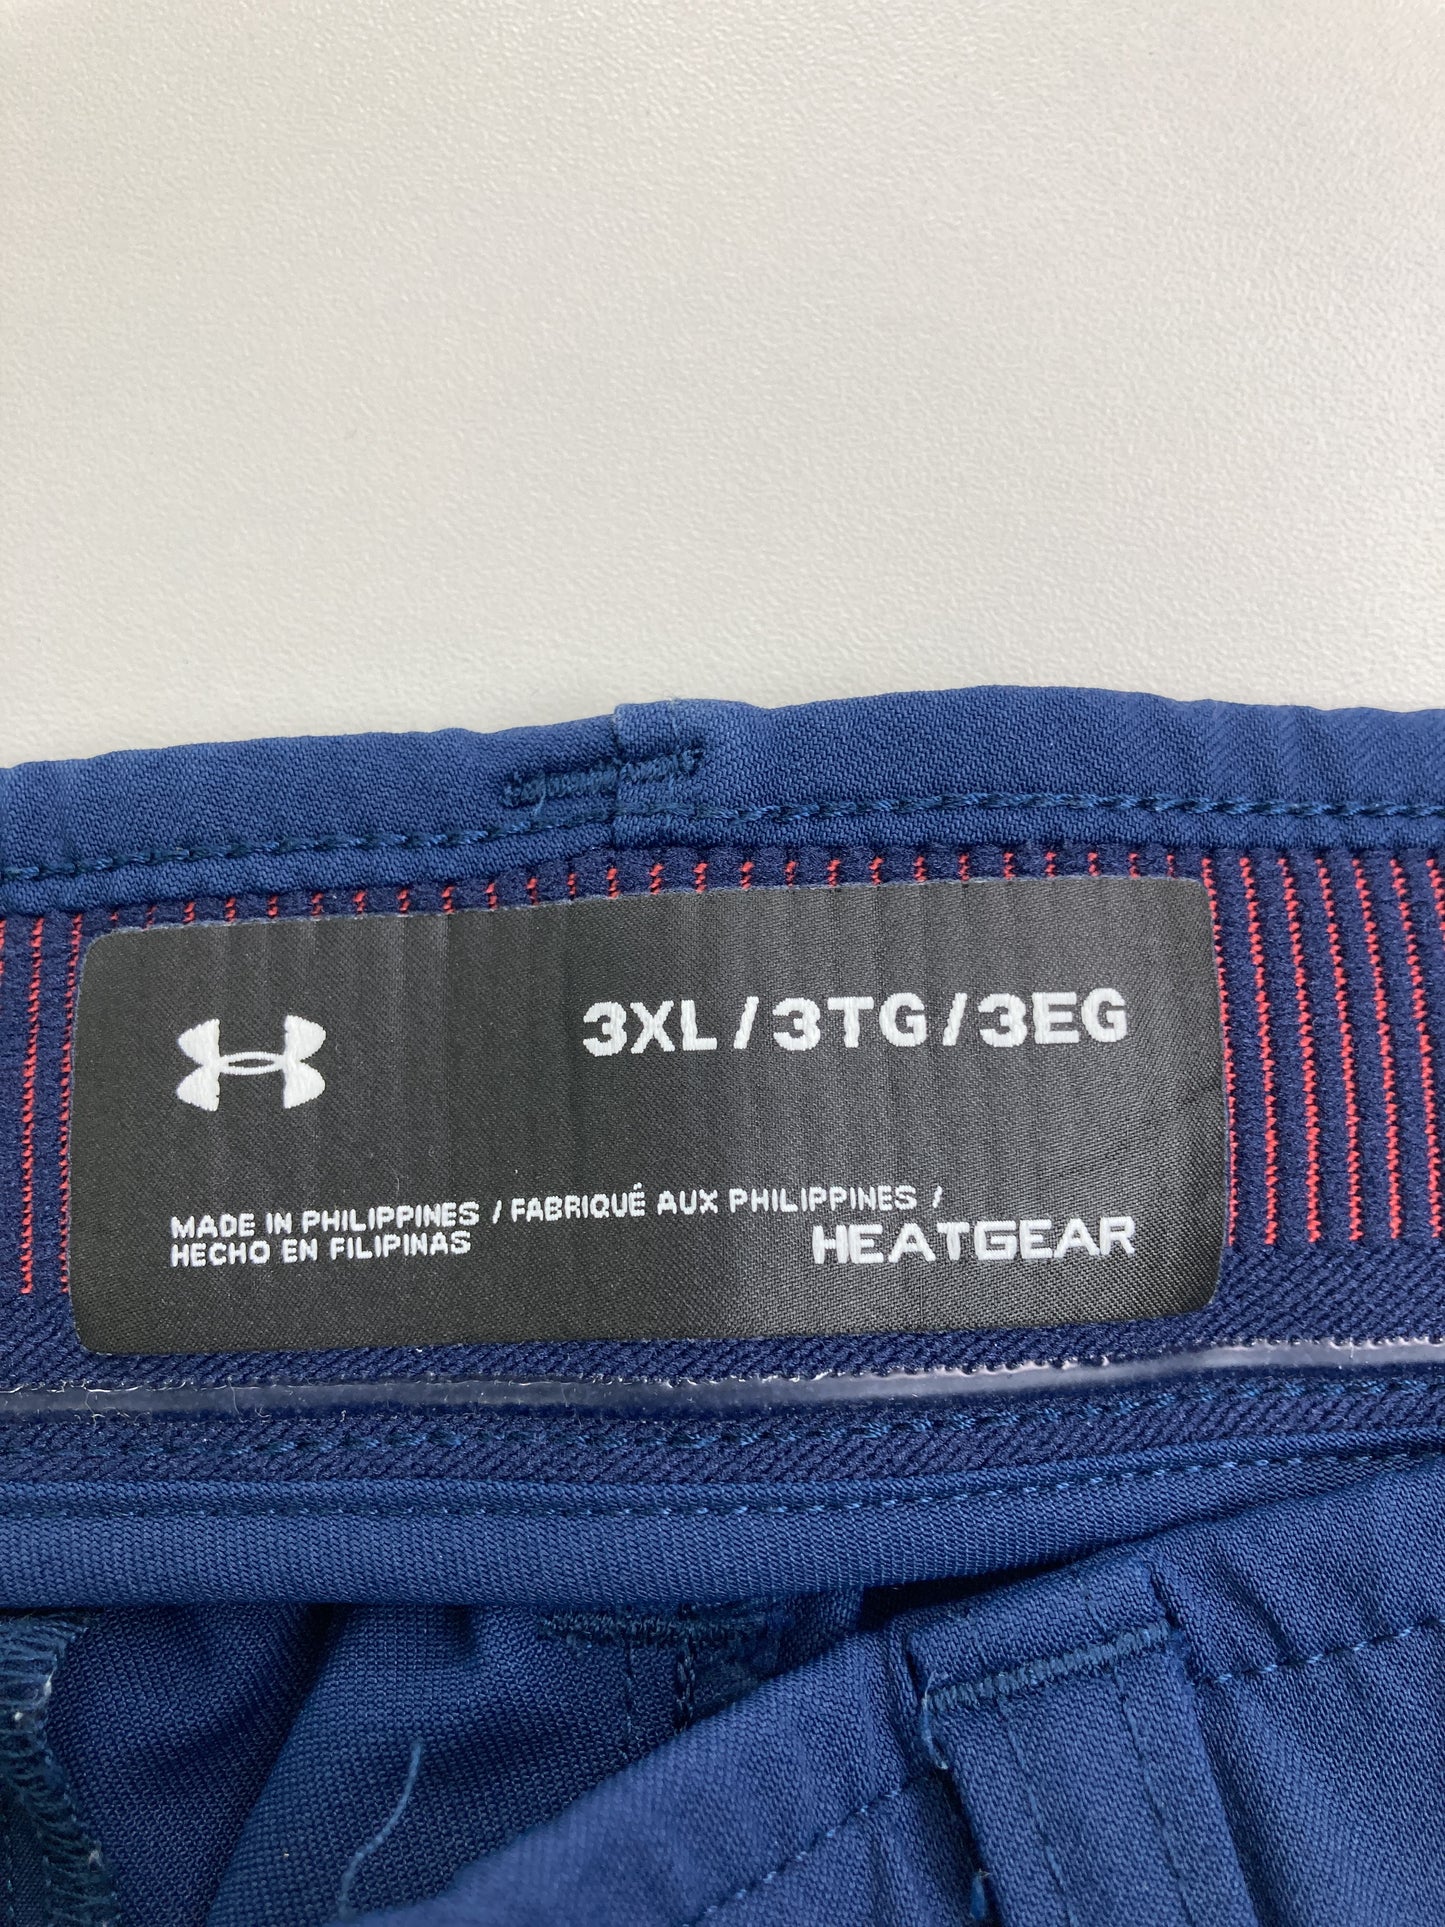 3XL/3TG/3EG
MADE IN PHILIPPINES / FABRIQUÉ AUX PHILIPPINES /
HECHO EN FILIPINAS
HEATGEAR